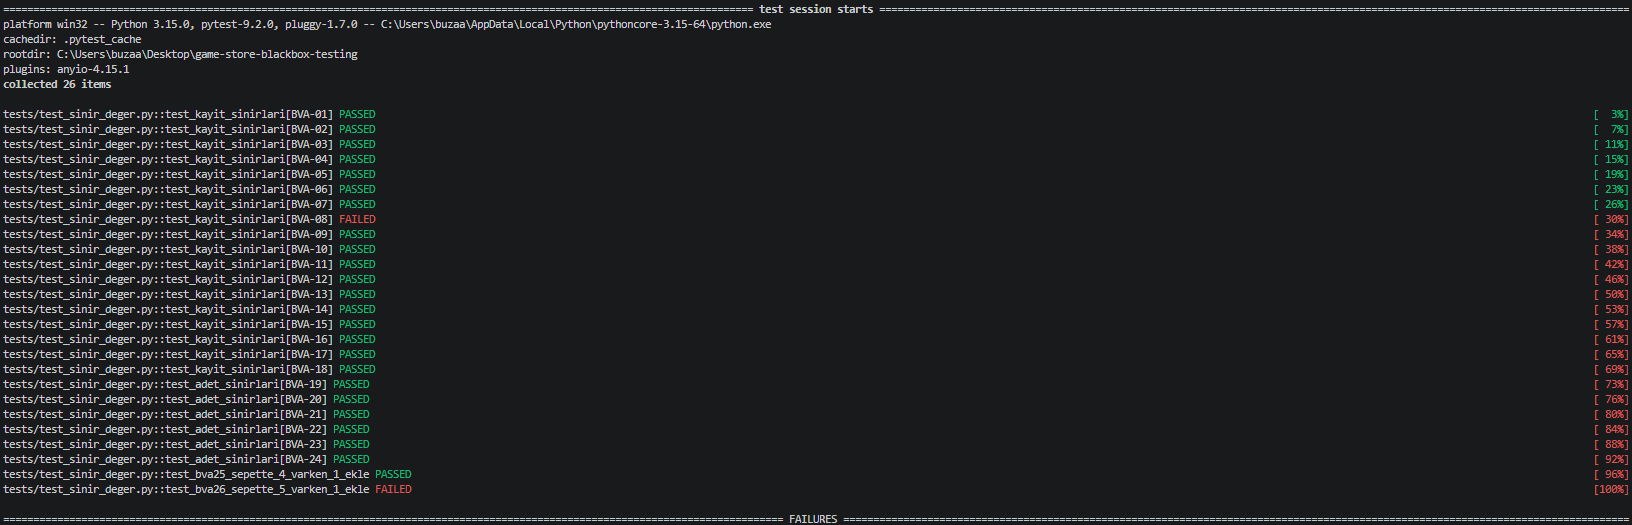 ============================= test session starts =============================
platform win32 -- Python 3.15.0, pytest-9.2.0, pluggy-1.7.0 -- C:\Users\buzaa\AppData\Local\Python\pythoncore-3.15-64\python.exe
cachedir: .pytest_cache
rootdir: C:\Users\buzaa\Desktop\game-store-blackbox-testing
plugins: anyio-4.15.1
collected 26 items
tests/test_sinir_deger.py::test_kayit_sinirlari[BVA-01] PASSED [  3%]
tests/test_sinir_deger.py::test_kayit_sinirlari[BVA-02] PASSED [  7%]
tests/test_sinir_deger.py::test_kayit_sinirlari[BVA-03] PASSED [ 11%]
tests/test_sinir_deger.py::test_kayit_sinirlari[BVA-04] PASSED [ 15%]
tests/test_sinir_deger.py::test_kayit_sinirlari[BVA-05] PASSED [ 19%]
tests/test_sinir_deger.py::test_kayit_sinirlari[BVA-06] PASSED [ 23%]
tests/test_sinir_deger.py::test_kayit_sinirlari[BVA-07] PASSED [ 26%]
tests/test_sinir_deger.py::test_kayit_sinirlari[BVA-08] FAILED [ 30%]
tests/test_sinir_deger.py::test_kayit_sinirlari[BVA-09] PASSED [ 34%]
tests/test_sinir_deger.py::test_kayit_sinirlari[BVA-10] PASSED [ 38%]
tests/test_sinir_deger.py::test_kayit_sinirlari[BVA-11] PASSED [ 42%]
tests/test_sinir_deger.py::test_kayit_sinirlari[BVA-12] PASSED [ 46%]
tests/test_sinir_deger.py::test_kayit_sinirlari[BVA-13] PASSED [ 50%]
tests/test_sinir_deger.py::test_kayit_sinirlari[BVA-14] PASSED [ 53%]
tests/test_sinir_deger.py::test_kayit_sinirlari[BVA-15] PASSED [ 57%]
tests/test_sinir_deger.py::test_kayit_sinirlari[BVA-16] PASSED [ 61%]
tests/test_sinir_deger.py::test_kayit_sinirlari[BVA-17] PASSED [ 65%]
tests/test_sinir_deger.py::test_kayit_sinirlari[BVA-18] PASSED [ 69%]
tests/test_sinir_deger.py::test_adet_sinirlari[BVA-19] PASSED [ 73%]
tests/test_sinir_deger.py::test_adet_sinirlari[BVA-20] PASSED [ 76%]
tests/test_sinir_deger.py::test_adet_sinirlari[BVA-21] PASSED [ 80%]
tests/test_sinir_deger.py::test_adet_sinirlari[BVA-22] PASSED [ 84%]
tests/test_sinir_deger.py::test_adet_sinirlari[BVA-23] PASSED [ 88%]
tests/test_sinir_deger.py::test_adet_sinirlari[BVA-24] PASSED [ 92%]
tests/test_sinir_deger.py::test_bva25_sepette_4_varken_1_ekle PASSED [ 96%]
tests/test_sinir_deger.py::test_bva26_sepette_5_varken_1_ekle FAILED [100%]
============================= FAILURES =============================